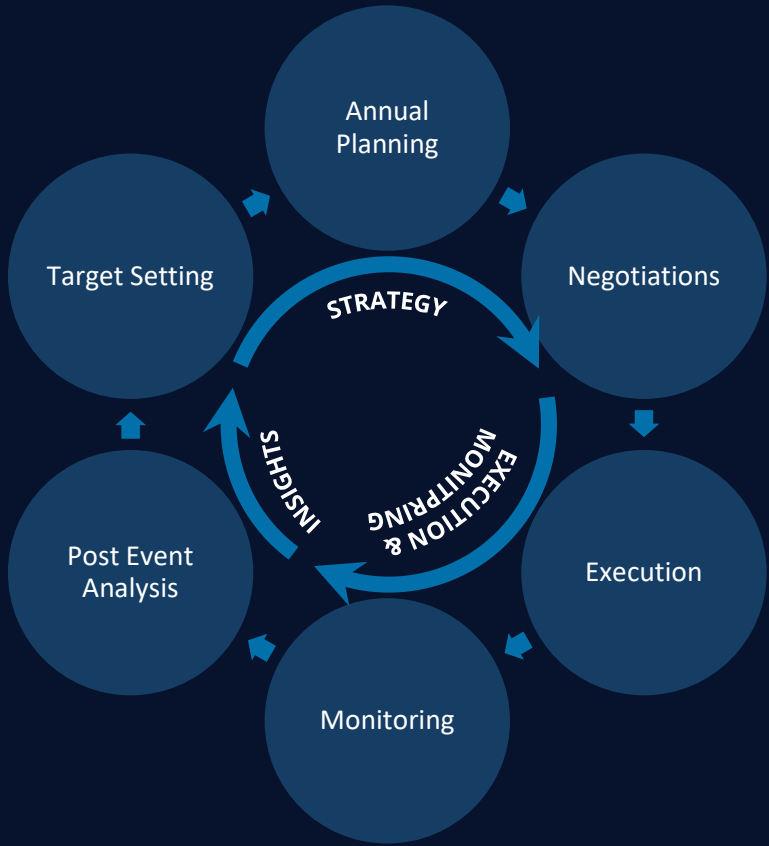 Annual
Planning
Target Setting
Negotiations
STRATEGY
INSIGHTS
EXECUTION &
MONITPRING
Post Event
Analysis
Execution
Monitoring